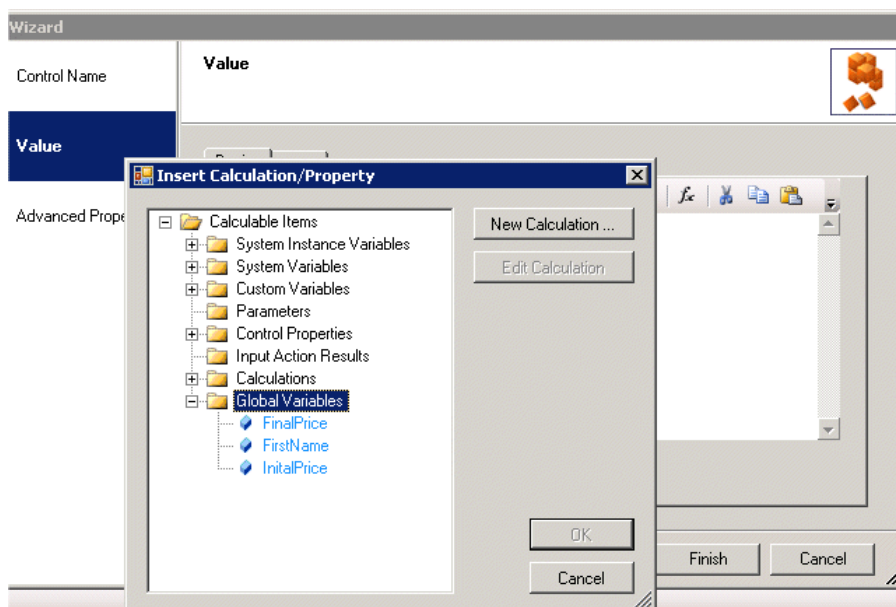 Wizard
Control Name
Value
Value
Advanced Prope
Insert Calculation/Property
Calculable Items
System Instance Variables
System Variables
Custom Variables
Parameters
Control Properties
Input Action Results
Calculations
Global Variables
FinalPrice
FirstName
InitalPrice
New Calculation ...
Edit Calculation
OK
Cancel
Finish
Cancel